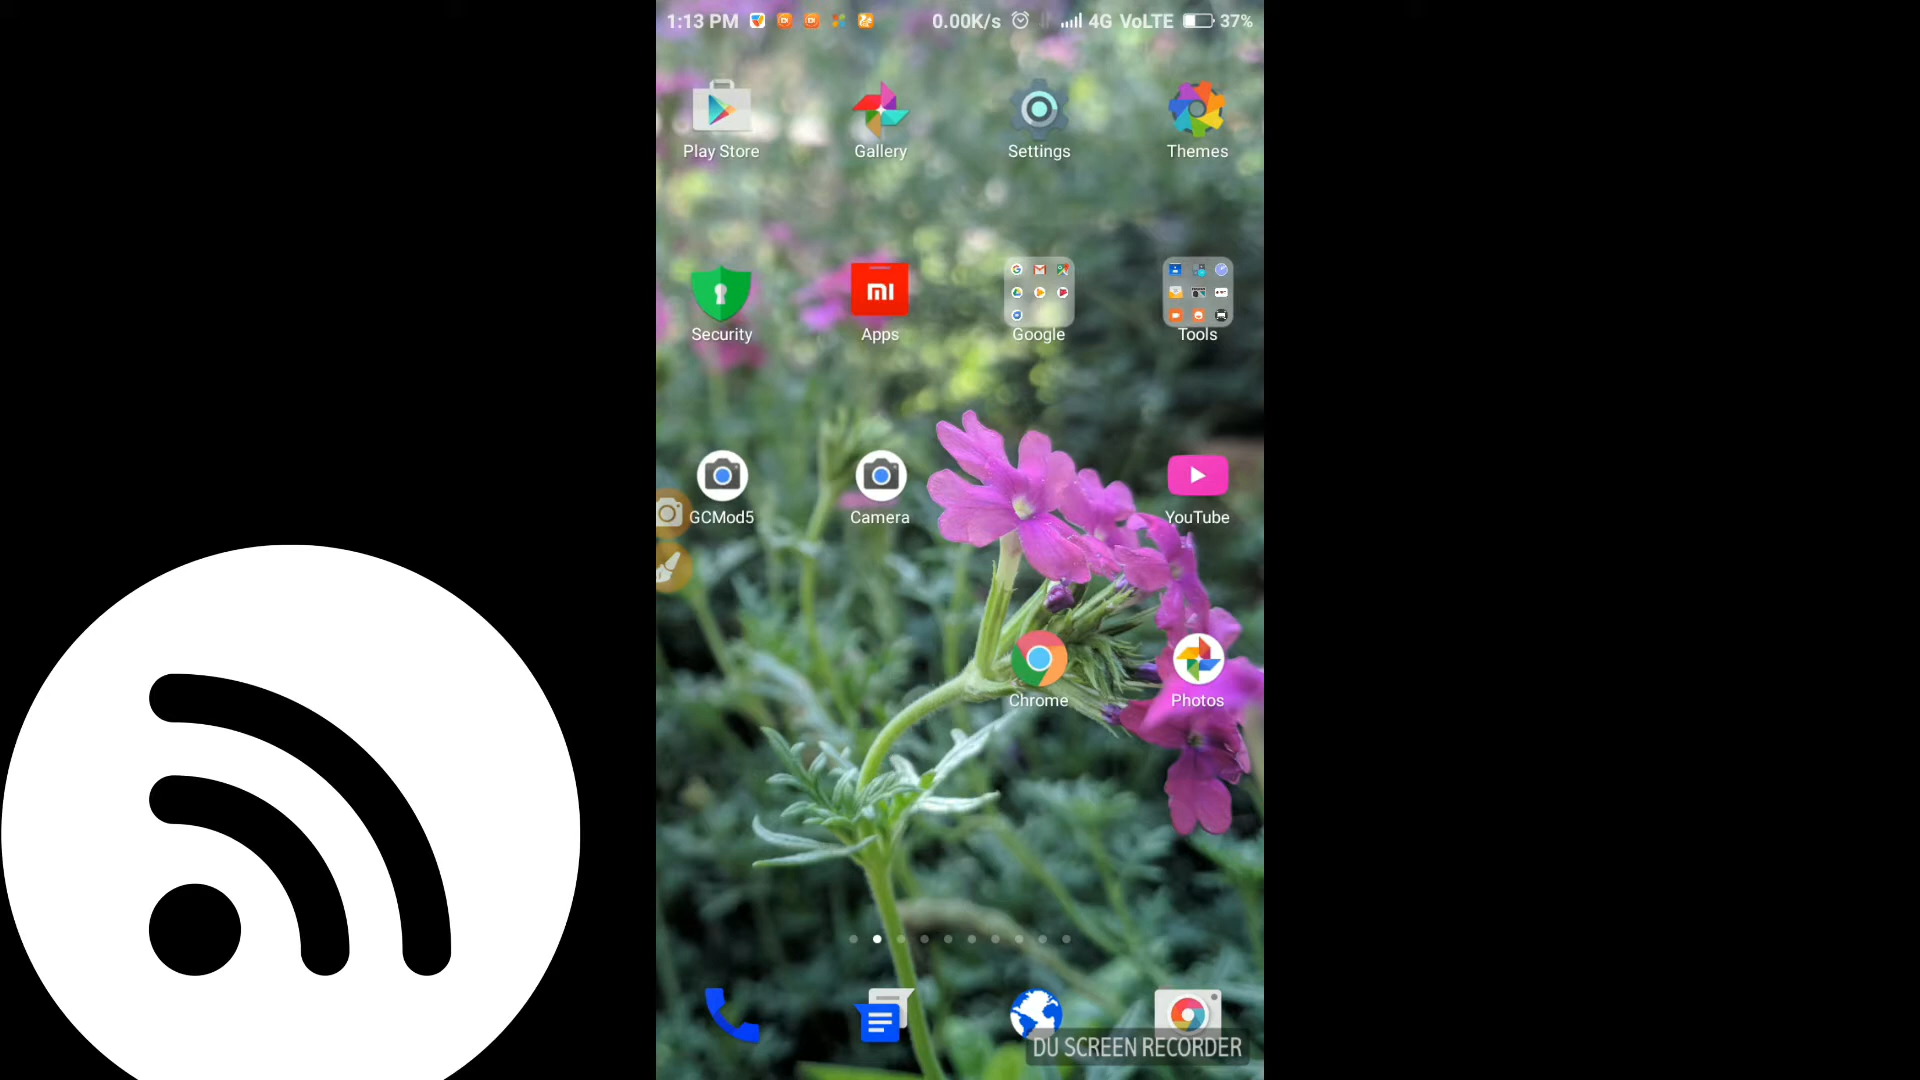 1:13 PM 0.00K/s 4G VoLTE 37%
Play Store Gallery Settings Themes
Security Apps Google Tools
GCMod5 Camera YouTube
Chrome Photos
DU SCREEN RECORDER